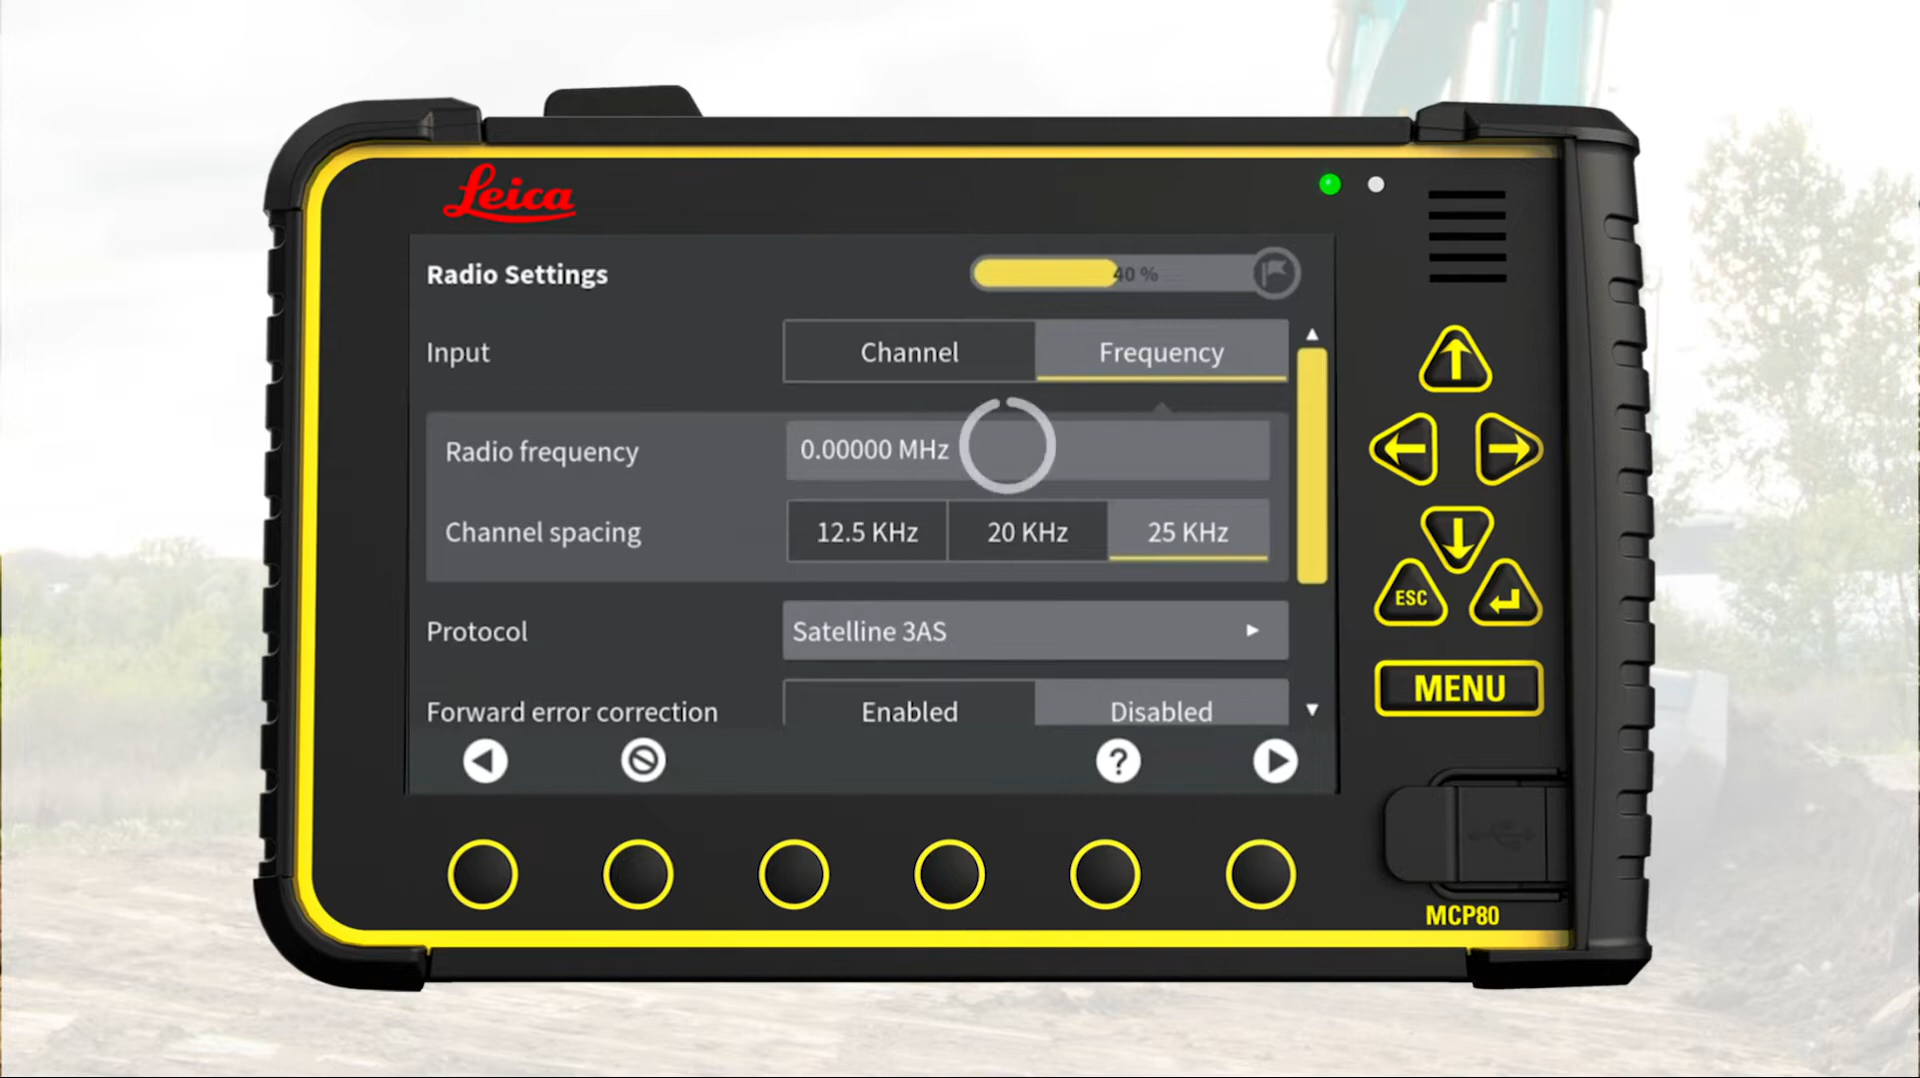 Leica
Radio Settings
40 %
Input
Channel
Frequency
Radio frequency
0.00000 MHz
Channel spacing
12.5 KHz
20 KHz
25 KHz
Protocol
Satelline 3AS
Forward error correction
Enabled
Disabled
?
ESC
MENU
MCP80